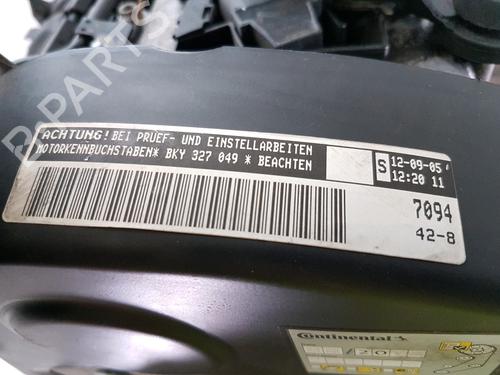 B-PARTS
ACHTUNG! BEI PRUEF- UND EINSTELLARBEITEN
MOTORKENNBUCHSTABEN* BKY 327 049 * BEACHTEN
S 12-09-05
12:20 11
7094
42-8
Continental